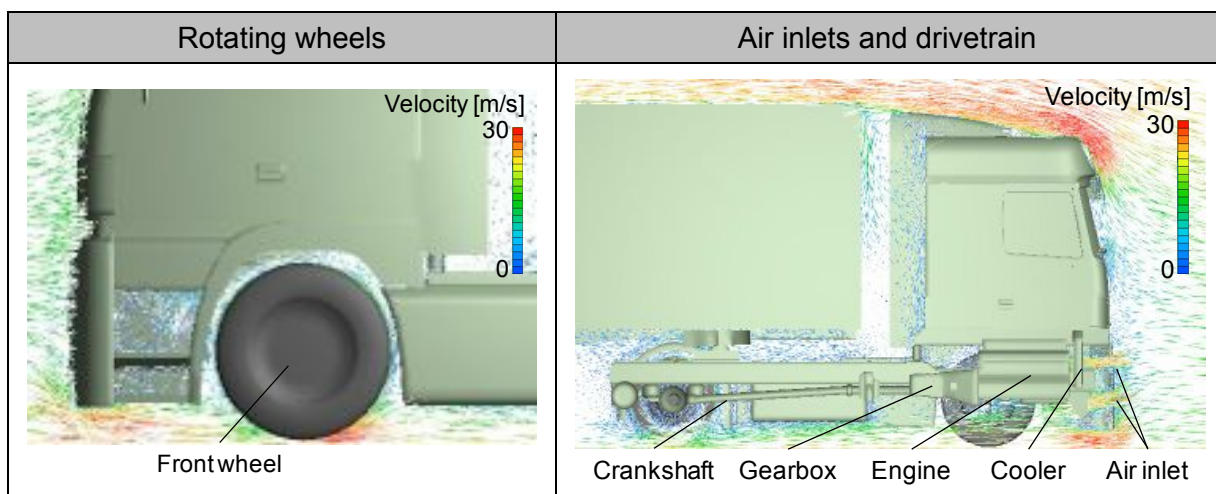 Rotating wheels
Air inlets and drivetrain
Velocity [m/s]
30
0
Front wheel
Velocity [m/s]
30
0
Crankshaft Gearbox Engine Cooler Air inlet